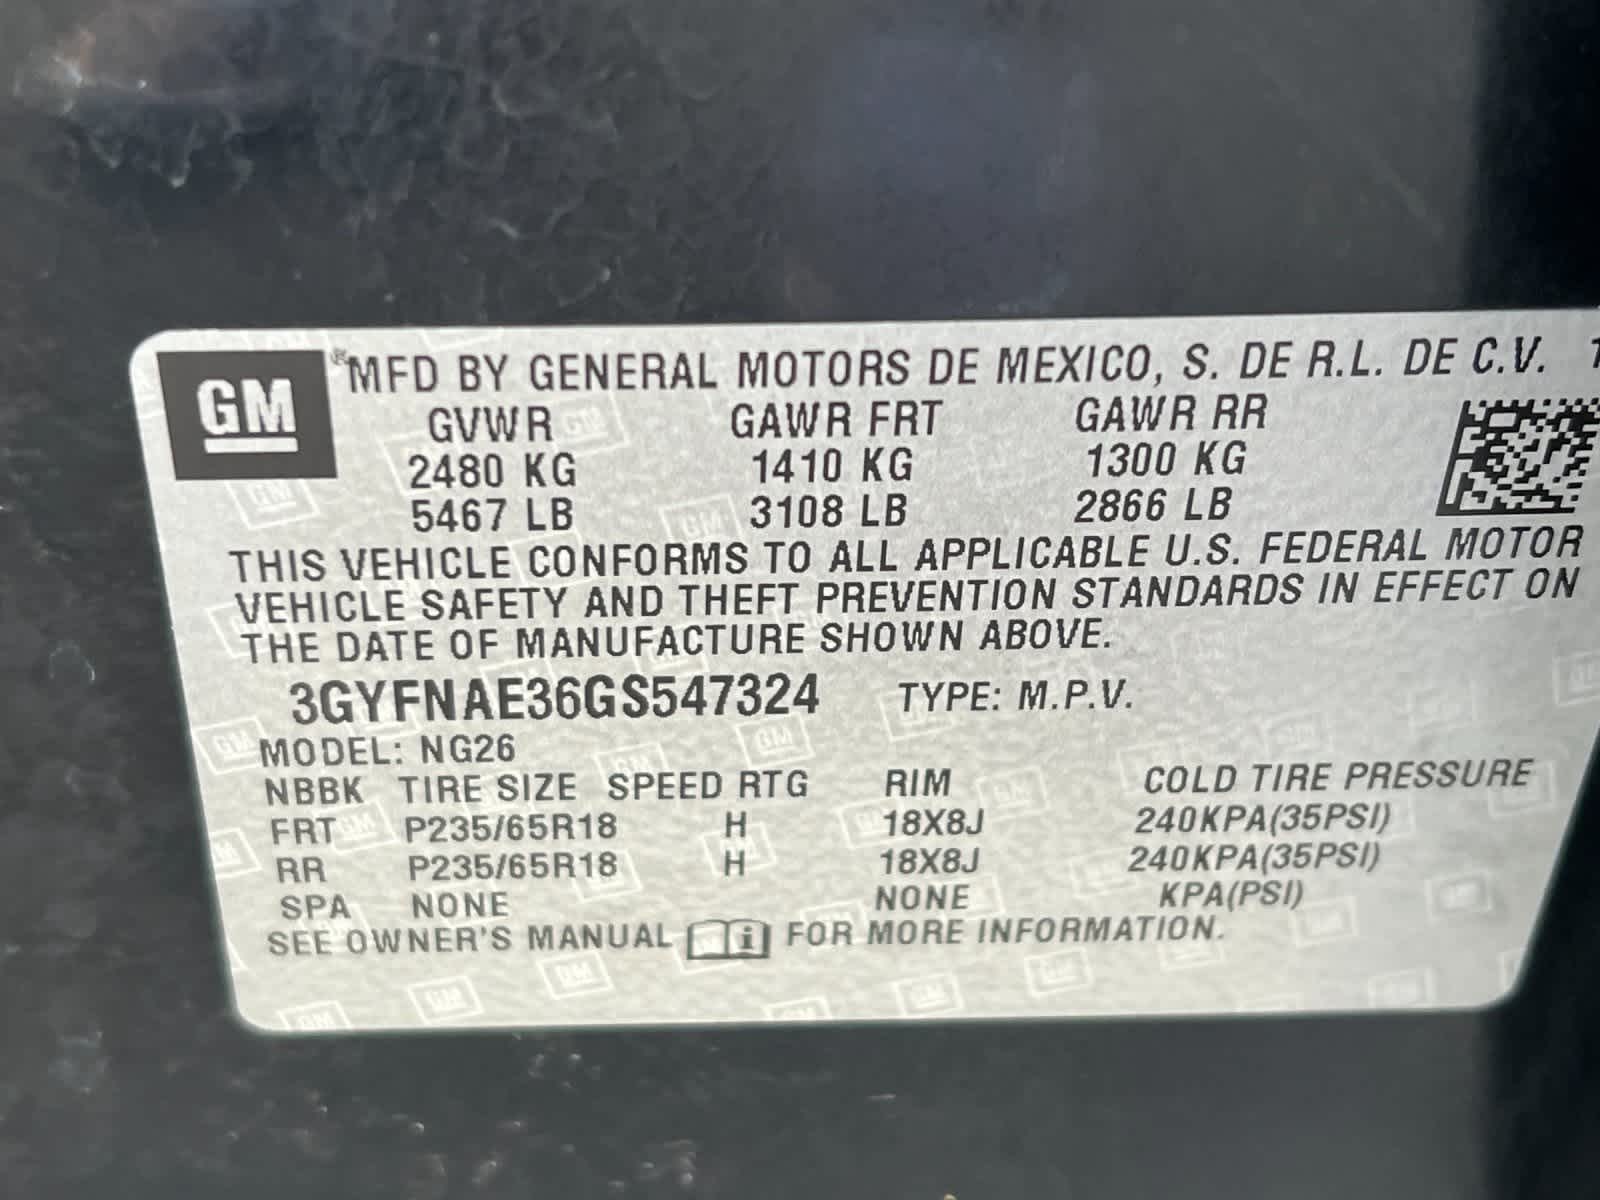 GM
® MFD BY GENERAL MOTORS DE MEXICO, S. DE R.L. DE C.V.
GVWR GAWR FRT GAWR RR
2480 KG 1410 KG 1300 KG
5467 LB 3108 LB 2866 LB
THIS VEHICLE CONFORMS TO ALL APPLICABLE U.S. FEDERAL MOTOR
VEHICLE SAFETY AND THEFT PREVENTION STANDARDS IN EFFECT ON
THE DATE OF MANUFACTURE SHOWN ABOVE.
3GYFNAE36GS547324 TYPE: M.P.V.
MODEL: NG26
NBBK TIRE SIZE SPEED RTG RIM COLD TIRE PRESSURE
FRT P235/65R18 H 18X8J 240KPA(35PSI)
RR P235/65R18 H 18X8J 240KPA(35PSI)
SPA NONE NONE KPA(PSI)
SEE OWNER'S MANUAL i FOR MORE INFORMATION.